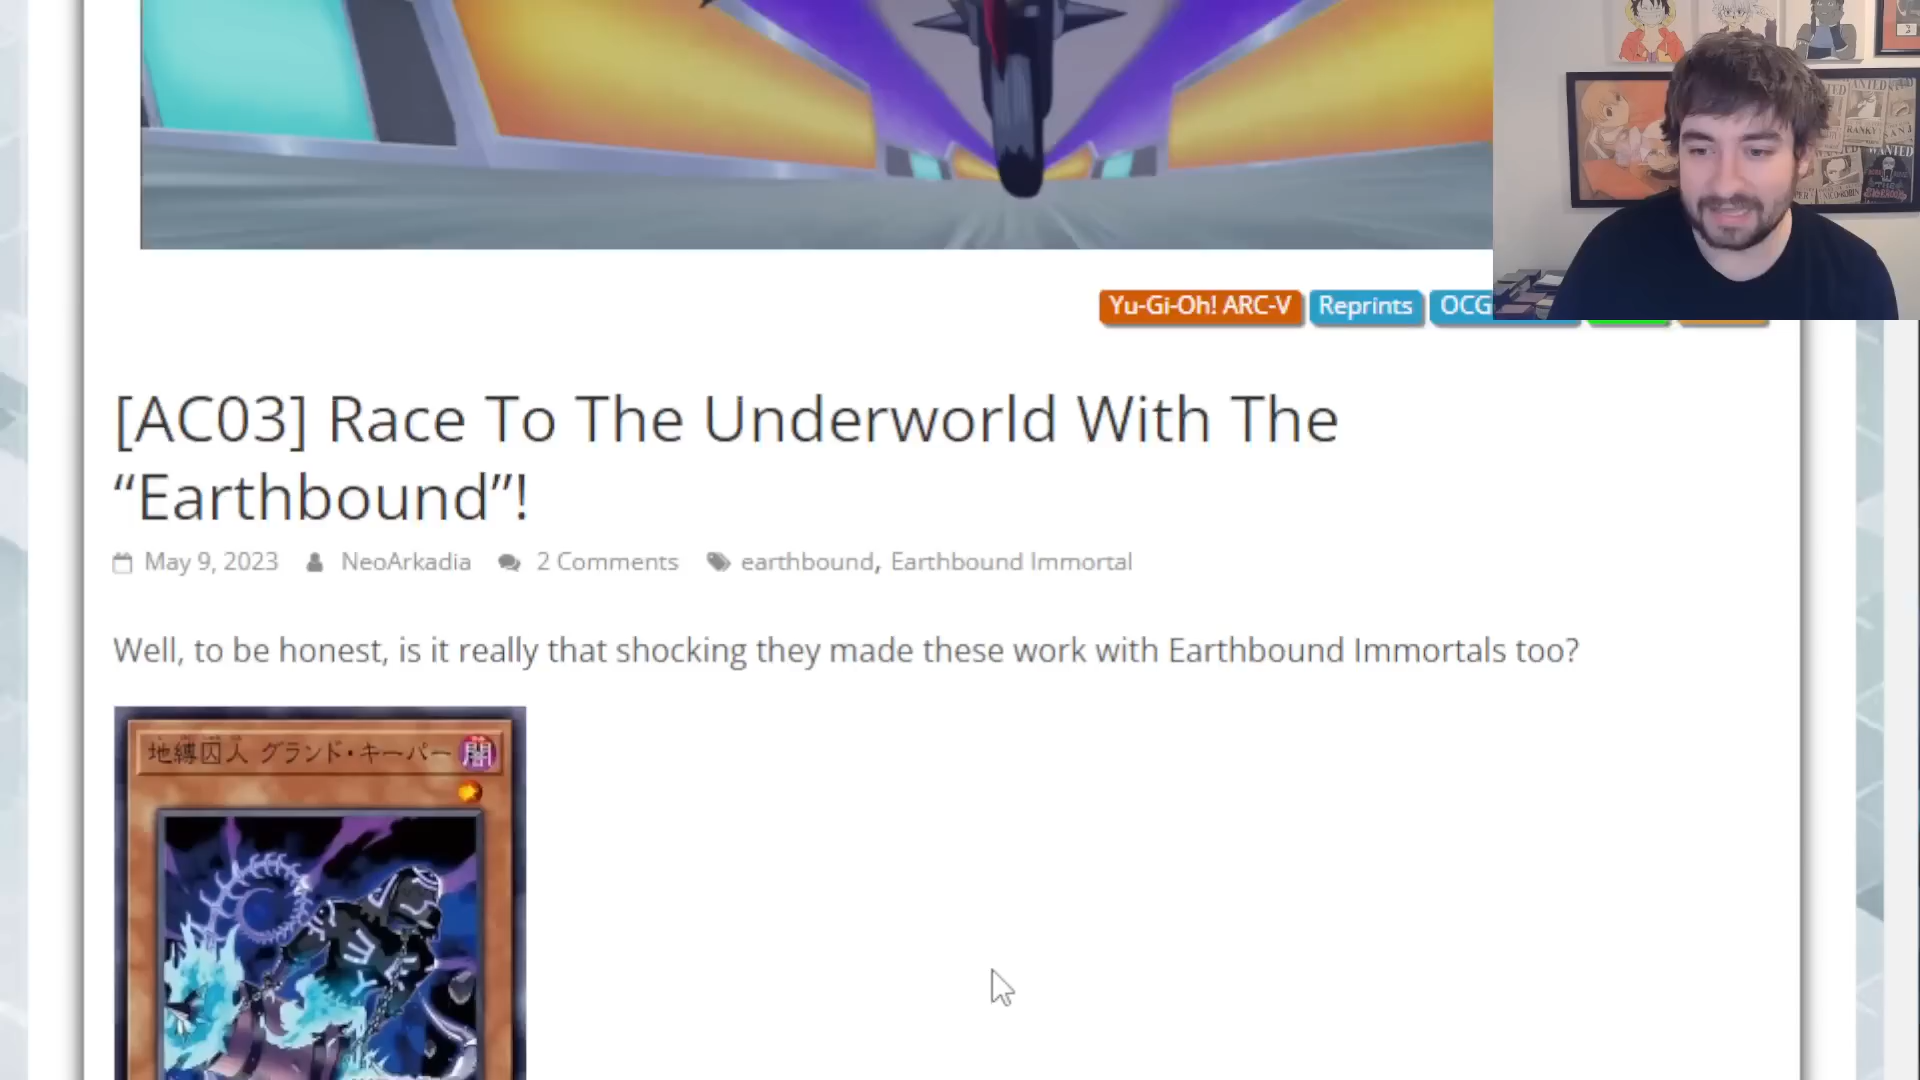 Yu-Gi-Oh! ARC-V Reprints OCG
[AC03] Race To The Underworld With The
“Earthbound”!
May 9, 2023 NeoArkadia 2 Comments earthbound, Earthbound Immortal
Well, to be honest, is it really that shocking they made these work with Earthbound Immortals too?
地縛囚人 グランド・キーパー 闇
WANTED
WANTED